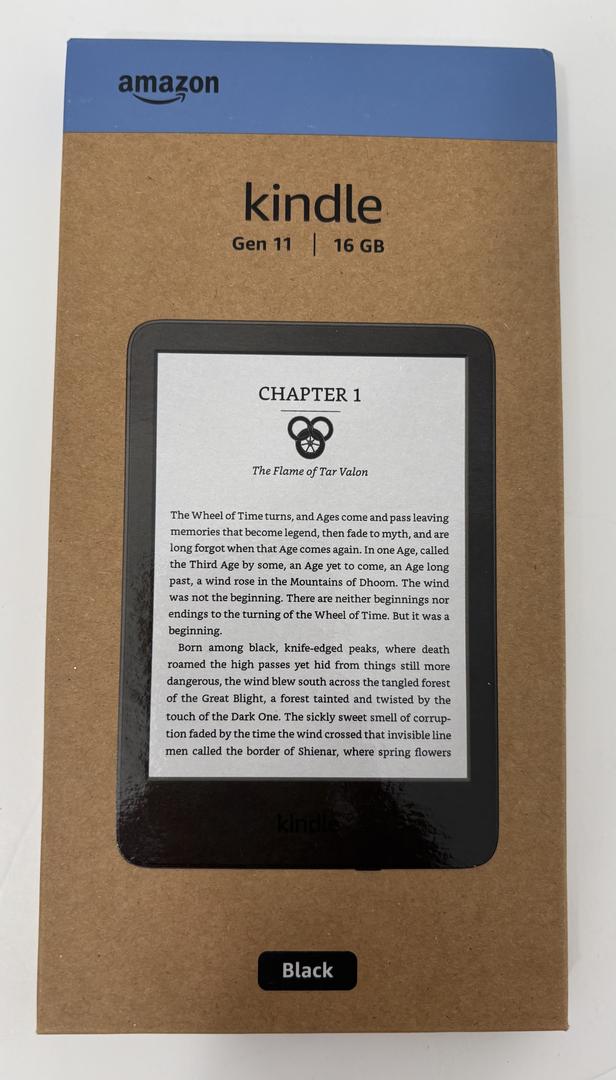 amazon
kindle
Gen 11 | 16 GB
CHAPTER 1
The Flame of Tar Valon
The Wheel of Time turns, and Ages come and pass leaving
memories that become legend, then fade to myth, and are
long forgot when that Age comes again. In one Age, called
the Third Age by some, an Age yet to come, an Age long
past, a wind rose in the Mountains of Dhoom. The wind
was not the beginning. There are neither beginnings nor
endings to the turning of the Wheel of Time. But it was a
beginning.
Born among black, knife-edged peaks, where death
roamed the high passes yet hid from things still more
dangerous, the wind blew south across the tangled forest
of the Great Blight, a forest tainted and twisted by the
touch of the Dark One. The sickly sweet smell of corrup-
tion faded by the time the wind crossed that invisible line
men called the border of Shienar, where spring flowers
kindle
Black